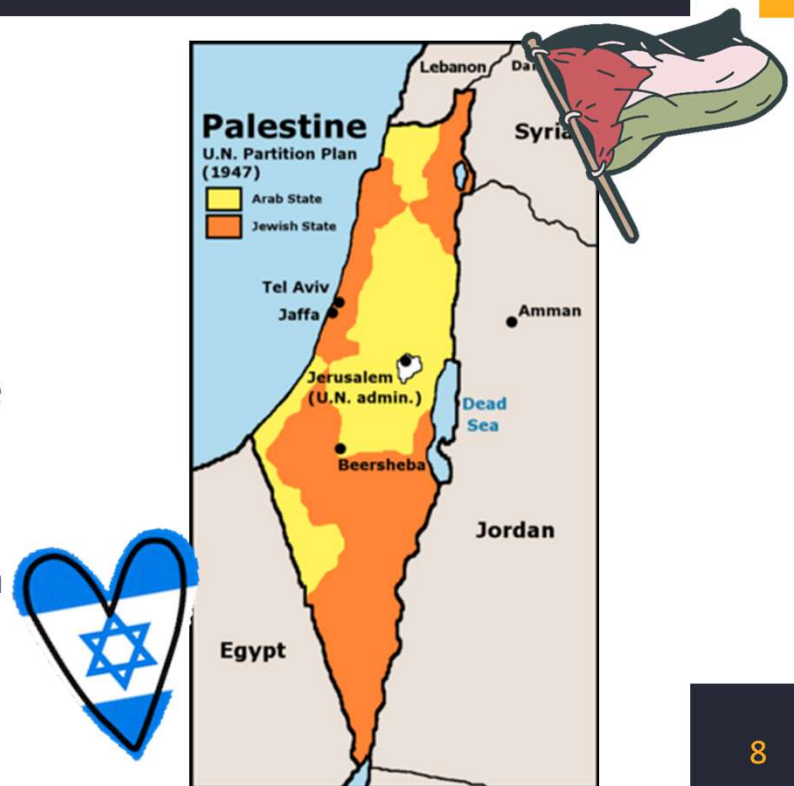 Palestine
U.N. Partition Plan
(1947)
Arab State
Jewish State
Lebanon
Syria
Tel Aviv
Jaffa
Amman
Jerusalem
(U.N. admin.)
Dead
Sea
Beersheba
Jordan
Egypt
8